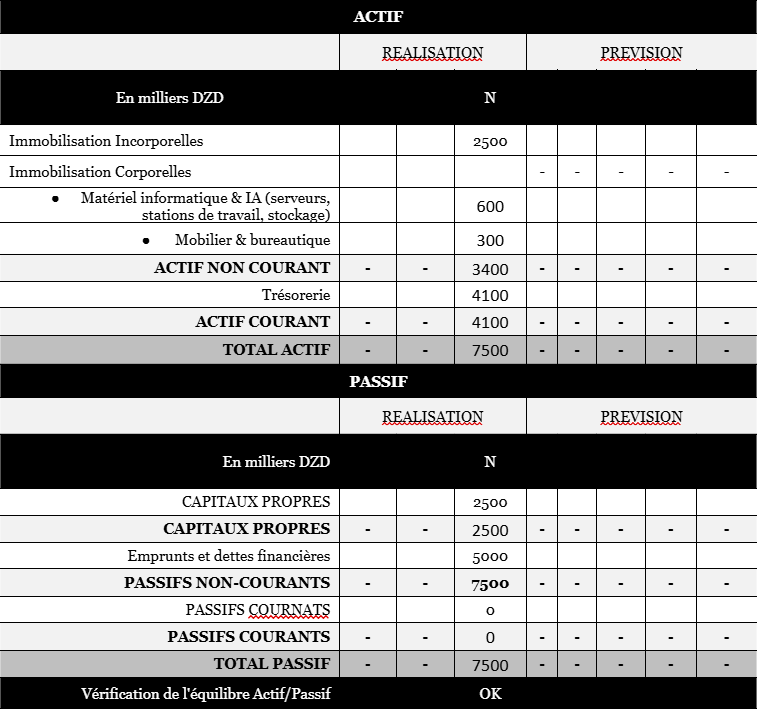 ACTIF
REALISATION PREVISION
En milliers DZD N
Immobilisation Incorporelles 2500
Immobilisation Corporelles - - - - -
● Matériel informatique & IA (serveurs,
stations de travail, stockage) 600
● Mobilier & bureautique 300
ACTIF NON COURANT - - 3400 - - - - -
Trésorerie 4100
ACTIF COURANT - - 4100 - - - - -
TOTAL ACTIF - - 7500 - - - - -
PASSIF
REALISATION PREVISION
En milliers DZD N
CAPITAUX PROPRES 2500
CAPITAUX PROPRES - - 2500 - - - - -
Emprunts et dettes financières 5000
PASSIFS NON-COURANTS - - 7500 - - - - -
PASSIFS COURNATS 0
PASSIFS COURANTS - - 0 - - - - -
TOTAL PASSIF - - 7500 - - - - -
Vérification de l'équilibre Actif/Passif OK